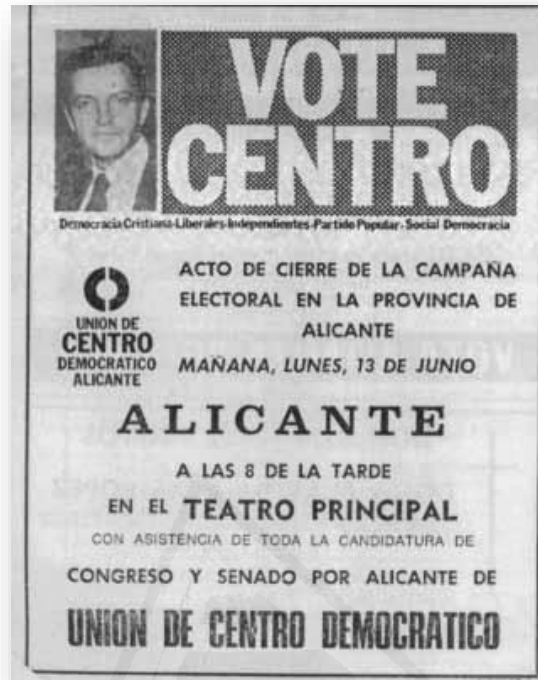 VOTE
CENTRO
Democracia Cristiana-Liberales-Independientes-Partido Popular-Social Democracia
UNION DE
CENTRO
DEMOCRATICO
ALICANTE
ACTO DE CIERRE DE LA CAMPAÑA
ELECTORAL EN LA PROVINCIA DE
ALICANTE
MAÑANA, LUNES, 13 DE JUNIO
ALICANTE
A LAS 8 DE LA TARDE
EN EL TEATRO PRINCIPAL
CON ASISTENCIA DE TODA LA CANDIDATURA DE
CONGRESO Y SENADO POR ALICANTE DE
UNION DE CENTRO DEMOCRATICO